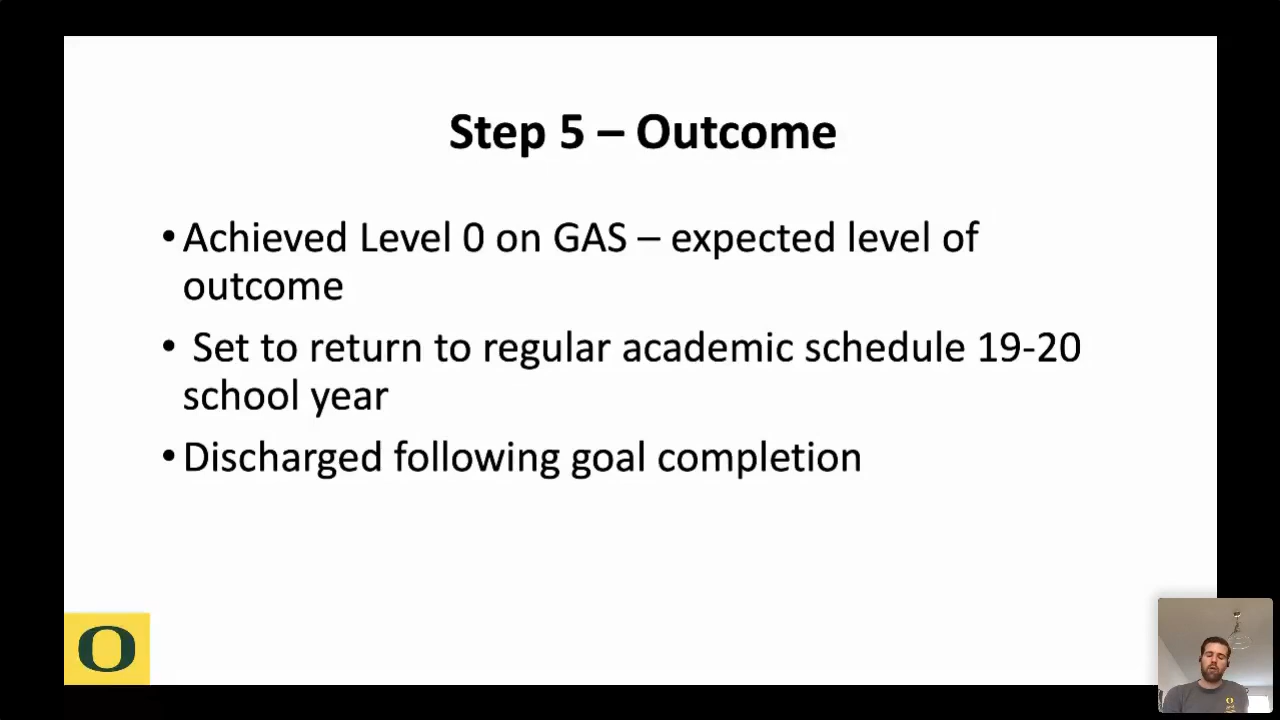 Step 5 – Outcome
•Achieved Level 0 on GAS – expected level of
outcome
• Set to return to regular academic schedule 19-20
school year
•Discharged following goal completion
O